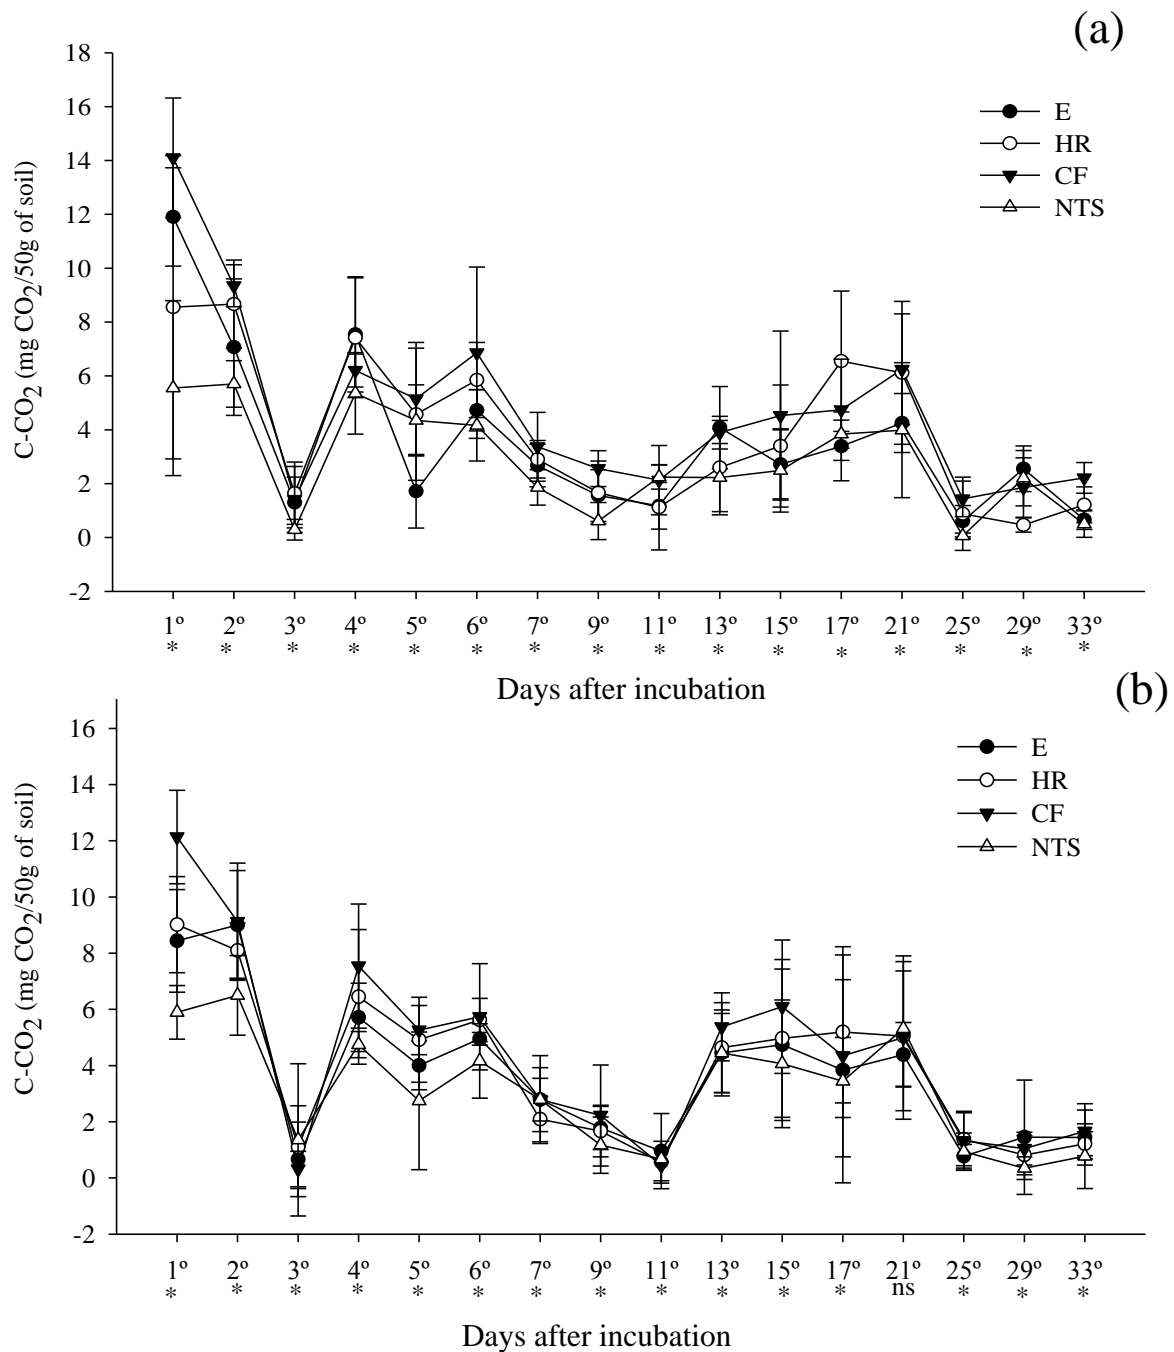 (a)
18
16
14
12
10
8
6
4
2
0
-2
C-CO2 (mg CO2/50g of soil)
E
HR
CF
NTS
1º 2º 3º 4º 5º 6º 7º 9º 11º 13º 15º 17º 21º 25º 29º 33º
* * * * * * * * * * * * * * * *
Days after incubation
(b)
16
14
12
10
8
6
4
2
0
-2
C-CO2 (mg CO2/50g of soil)
E
HR
CF
NTS
1º 2º 3º 4º 5º 6º 7º 9º 11º 13º 15º 17º 21º 25º 29º 33º
* * * * * * * * * * * * ns * * *
Days after incubation